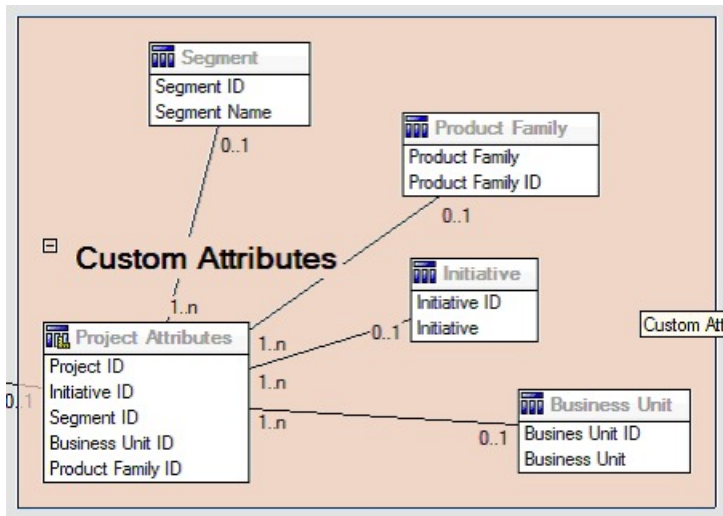 Segment
Segment ID
Segment Name
0..1
Product Family
Product Family
Product Family ID
0..1
Custom Attributes
Initiative
Initiative ID
Initiative
0..1
1..n
Custom Att
Project Attributes
1..n
Project ID
1..n
Initiative ID
0..1
Segment ID
1..n
Business Unit ID
Product Family ID
Business Unit
Busines Unit ID
0..1
Business Unit